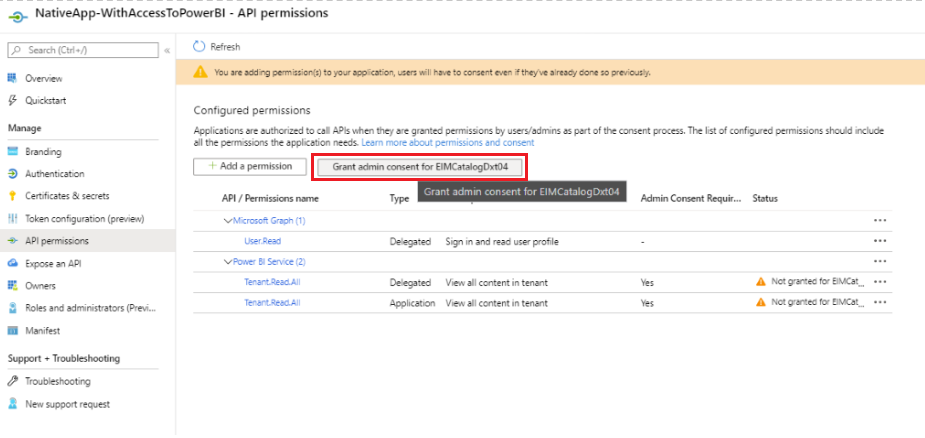 NativeApp-WithAccessToPowerBI - API permissions
Search (Ctrl+/)
«
Refresh
You are adding permission(s) to your application, users will have to consent even if they've already done so previously.
Overview
Quickstart
Manage
Branding
Authentication
Certificates & secrets
Token configuration (preview)
API permissions
Expose an API
Owners
Roles and administrators (Previ...
Manifest
Support + Troubleshooting
Troubleshooting
New support request
Configured permissions
Applications are authorized to call APIs when they are granted permissions by users/admins as part of the consent process. The list of configured permissions should include
all the permissions the application needs. Learn more about permissions and consent
+ Add a permission Grant admin consent for EIMCatalogDxt04
Grant admin consent for EIMCatalogDxt04
API / Permissions name Type Admin Consent Requir... Status
Microsoft Graph (1) ...
User.Read Delegated Sign in and read user profile - ...
Power BI Service (2) ...
Tenant.Read.All Delegated View all content in tenant Yes Not granted for EIMCat... ...
Tenant.Read.All Application View all content in tenant Yes Not granted for EIMCat... ...